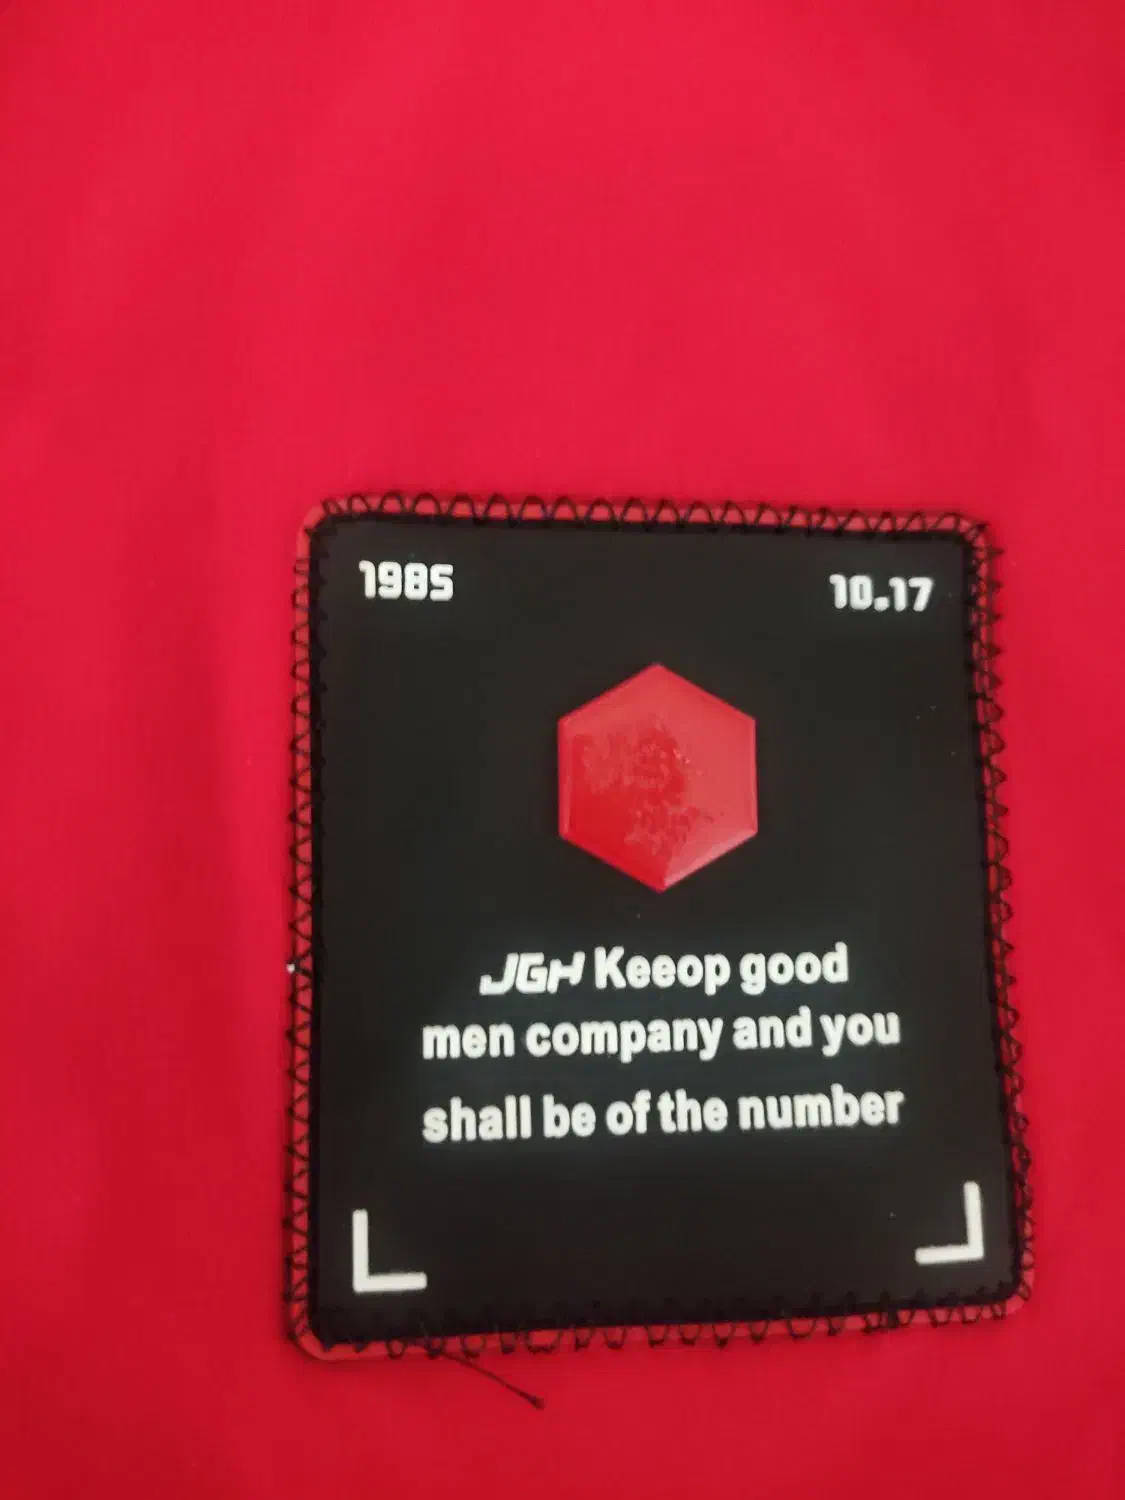 1985
10.17
JGH Keeop good
men company and you
shall be of the number